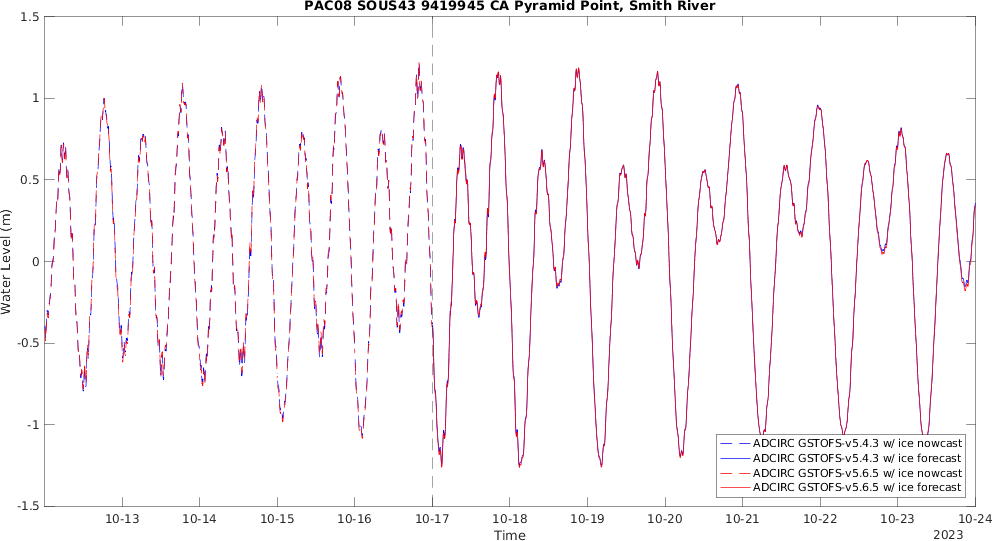 PAC08 SOUS43 9419945 CA Pyramid Point, Smith River
1.5
1
0.5
0
-0.5
-1
-1.5
Water Level (m)
10-13
10-14
10-15
10-16
10-17
10-18
10-19
10-20
10-21
10-22
10-23
10-24
Time
2023
ADCIRC GSTOFS-v5.4.3 w/ ice nowcast
ADCIRC GSTOFS-v5.4.3 w/ ice forecast
ADCIRC GSTOFS-v5.6.5 w/ ice nowcast
ADCIRC GSTOFS-v5.6.5 w/ ice forecast